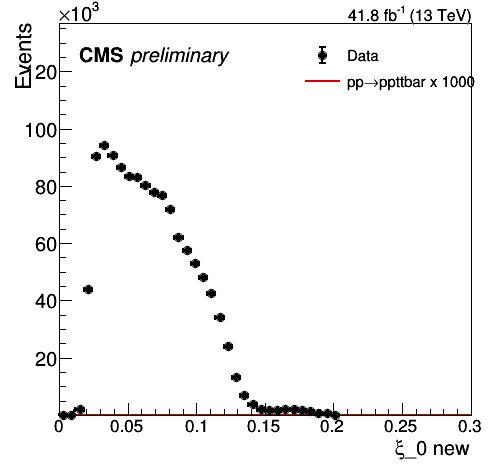 ×10³
41.8 fb⁻¹ (13 TeV)
Events
CMS preliminary
Data
pp→ppttbar x 1000
120
100
80
60
40
20
0 0.05 0.1 0.15 0.2 0.25 0.3
ξ_0 new